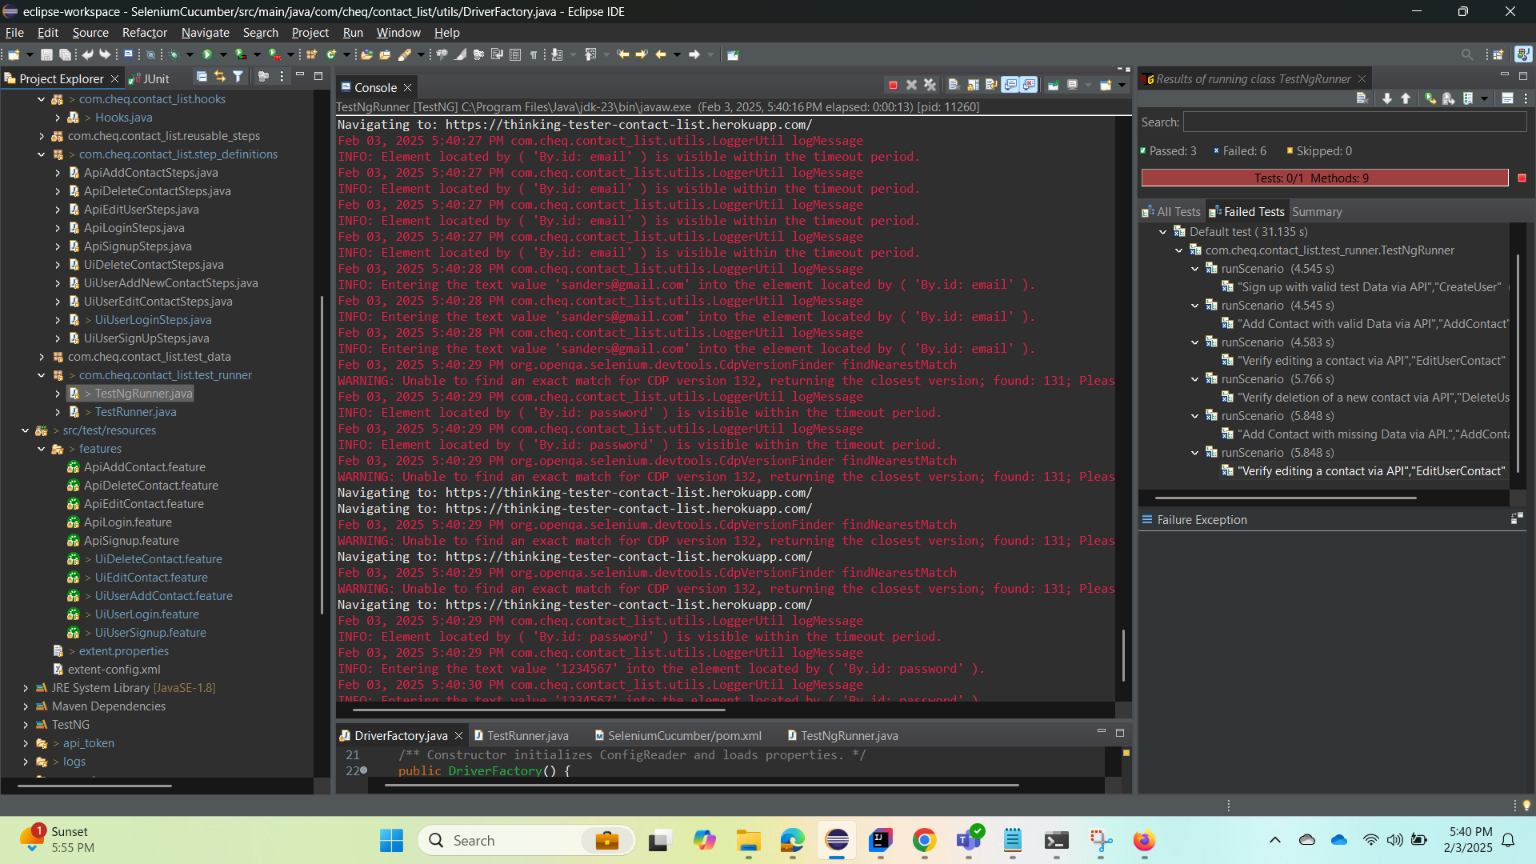 eclipse-workspace - SeleniumCucumber/src/main/java/com/cheq/contact_list/utils/DriverFactory.java - Eclipse IDE
File Edit Source Refactor Navigate Search Project Run Window Help
Project Explorer
JUnit
com.cheq.contact_list.hooks
> Hooks.java
com.cheq.contact_list.reusable_steps
> com.cheq.contact_list.step_definitions
ApiAddContactSteps.java
ApiDeleteContactSteps.java
ApiEditUserSteps.java
ApiLoginSteps.java
ApiSignupSteps.java
UiDeleteContactSteps.java
UiUserAddNewContactSteps.java
UiUserEditContactSteps.java
> UiUserLoginSteps.java
UiUserSignUpSteps.java
com.cheq.contact_list.test_data
> com.cheq.contact_list.test_runner
> TestNgRunner.java
> TestRunner.java
> src/test/resources
> features
ApiAddContact.feature
ApiDeleteContact.feature
ApiEditContact.feature
ApiLogin.feature
ApiSignup.feature
> UiDeleteContact.feature
> UiEditContact.feature
> UiUserAddContact.feature
> UiUserLogin.feature
> UiUserSignup.feature
> extent.properties
extent-config.xml
JRE System Library [JavaSE-1.8]
Maven Dependencies
TestNG
> api_token
> logs
Console
TestNgRunner [TestNG] C:\Program Files\Java\jdk-23\bin\javaw.exe (Feb 3, 2025, 5:40:16 PM elapsed: 0:00:13) [pid: 11260]
Navigating to: https://thinking-tester-contact-list.herokuapp.com/
Feb 03, 2025 5:40:27 PM com.cheq.contact_list.utils.LoggerUtil logMessage
INFO: Element located by ( 'By.id: email' ) is visible within the timeout period.
Feb 03, 2025 5:40:27 PM com.cheq.contact_list.utils.LoggerUtil logMessage
INFO: Element located by ( 'By.id: email' ) is visible within the timeout period.
Feb 03, 2025 5:40:27 PM com.cheq.contact_list.utils.LoggerUtil logMessage
INFO: Element located by ( 'By.id: email' ) is visible within the timeout period.
Feb 03, 2025 5:40:27 PM com.cheq.contact_list.utils.LoggerUtil logMessage
INFO: Element located by ( 'By.id: email' ) is visible within the timeout period.
Feb 03, 2025 5:40:28 PM com.cheq.contact_list.utils.LoggerUtil logMessage
INFO: Entering the text value 'sanders@gmail.com' into the element located by ( 'By.id: email' ).
Feb 03, 2025 5:40:28 PM com.cheq.contact_list.utils.LoggerUtil logMessage
INFO: Entering the text value 'sanders@gmail.com' into the element located by ( 'By.id: email' ).
Feb 03, 2025 5:40:28 PM com.cheq.contact_list.utils.LoggerUtil logMessage
INFO: Entering the text value 'sanders@gmail.com' into the element located by ( 'By.id: email' ).
Feb 03, 2025 5:40:29 PM org.openqa.selenium.devtools.CdpVersionFinder findNearestMatch
WARNING: Unable to find an exact match for CDP version 132, returning the closest version; found: 131; Pleas
Feb 03, 2025 5:40:29 PM com.cheq.contact_list.utils.LoggerUtil logMessage
INFO: Element located by ( 'By.id: password' ) is visible within the timeout period.
Feb 03, 2025 5:40:29 PM com.cheq.contact_list.utils.LoggerUtil logMessage
INFO: Element located by ( 'By.id: password' ) is visible within the timeout period.
Feb 03, 2025 5:40:29 PM org.openqa.selenium.devtools.CdpVersionFinder findNearestMatch
WARNING: Unable to find an exact match for CDP version 132, returning the closest version; found: 131; Pleas
Navigating to: https://thinking-tester-contact-list.herokuapp.com/
Navigating to: https://thinking-tester-contact-list.herokuapp.com/
Feb 03, 2025 5:40:29 PM org.openqa.selenium.devtools.CdpVersionFinder findNearestMatch
WARNING: Unable to find an exact match for CDP version 132, returning the closest version; found: 131; Pleas
Navigating to: https://thinking-tester-contact-list.herokuapp.com/
Feb 03, 2025 5:40:29 PM org.openqa.selenium.devtools.CdpVersionFinder findNearestMatch
WARNING: Unable to find an exact match for CDP version 132, returning the closest version; found: 131; Pleas
Navigating to: https://thinking-tester-contact-list.herokuapp.com/
Feb 03, 2025 5:40:29 PM com.cheq.contact_list.utils.LoggerUtil logMessage
INFO: Element located by ( 'By.id: password' ) is visible within the timeout period.
Feb 03, 2025 5:40:29 PM com.cheq.contact_list.utils.LoggerUtil logMessage
INFO: Entering the text value '1234567' into the element located by ( 'By.id: password' ).
Feb 03, 2025 5:40:30 PM com.cheq.contact_list.utils.LoggerUtil logMessage
INFO: Entering the text value '1234567' into the element located by ( 'By.id: password' )
DriverFactory.java
TestRunner.java
SeleniumCucumber/pom.xml
TestNgRunner.java
21 /** Constructor initializes ConfigReader and loads properties. */
22 public DriverFactory() {
Results of running class TestNgRunner
Search:
Passed: 3 Failed: 6 Skipped: 0
Tests: 0/1 Methods: 9
All Tests Failed Tests Summary
Default test ( 31.135 s)
com.cheq.contact_list.test_runner.TestNgRunner
runScenario (4.545 s)
"Sign up with valid test Data via API","CreateUser"
runScenario (4.545 s)
"Add Contact with valid Data via API","AddContact"
runScenario (4.583 s)
"Verify editing a contact via API","EditUserContact"
runScenario (5.766 s)
"Verify deletion of a new contact via API","DeleteUs
runScenario (5.848 s)
"Add Contact with missing Data via API.","AddConta
runScenario (5.848 s)
"Verify editing a contact via API","EditUserContact"
Failure Exception
1
Sunset
5:55 PM
Search
5:40 PM
2/3/2025